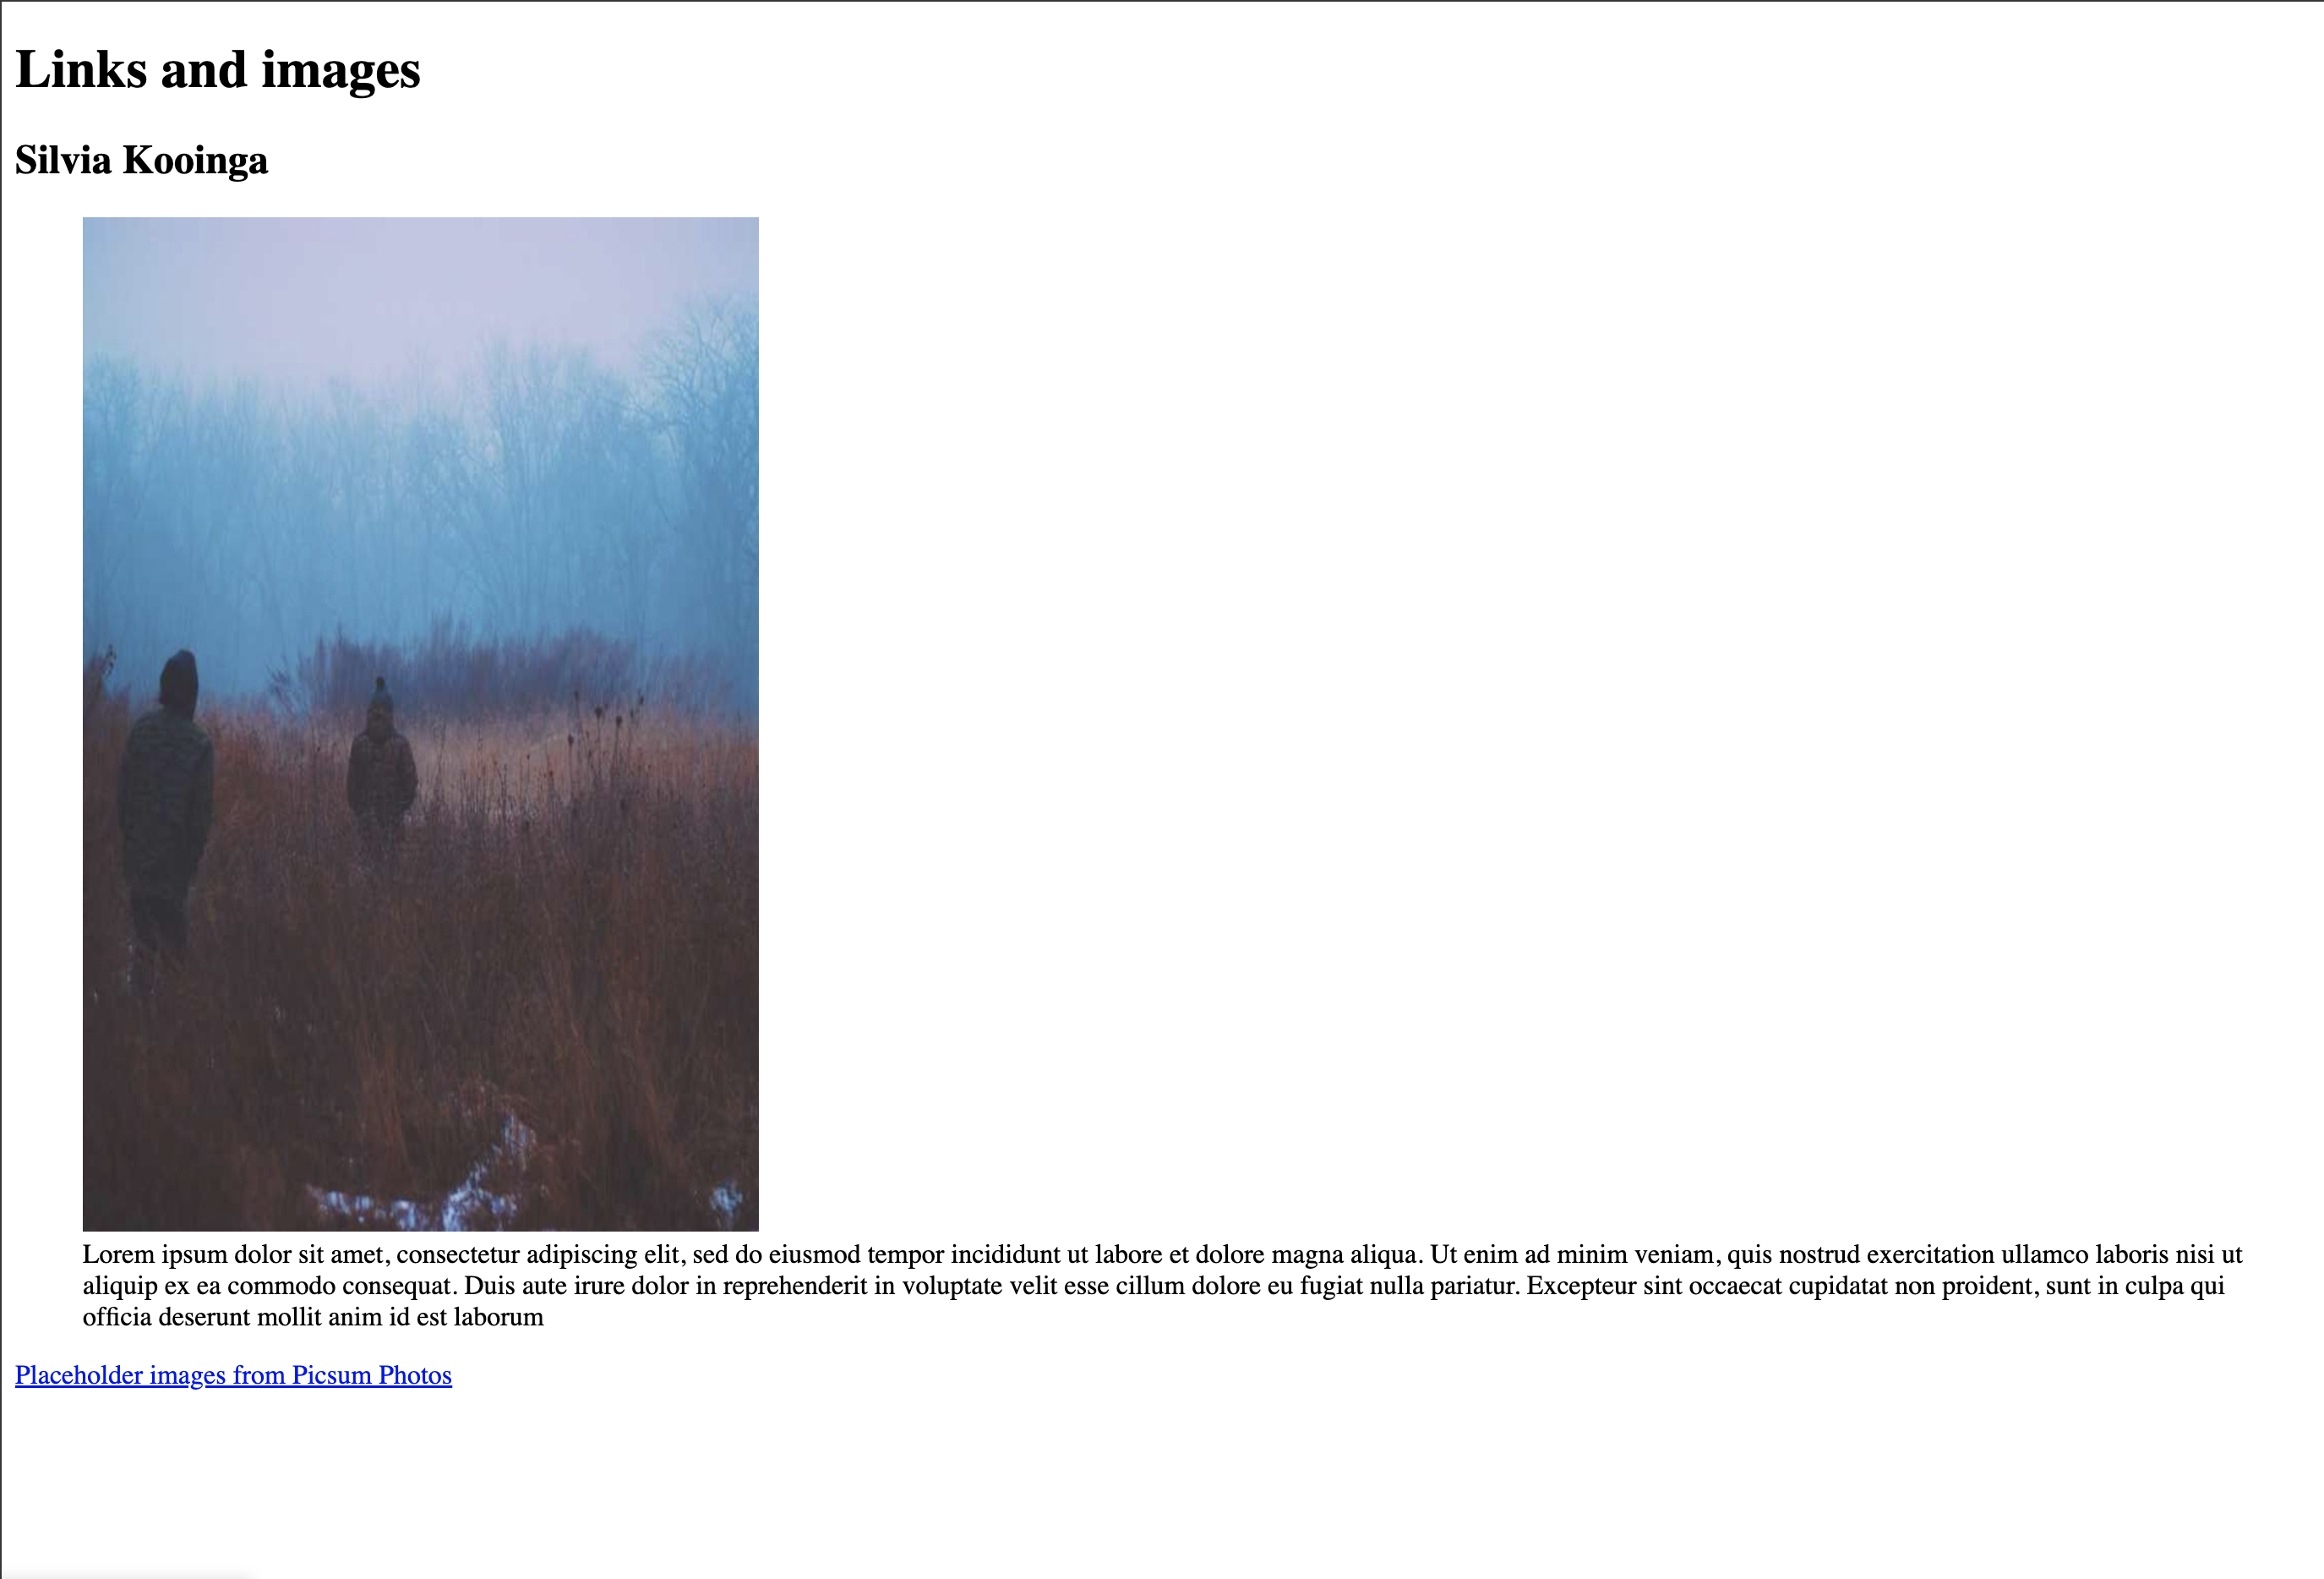 Links and images
Silvia Kooinga
Lorem ipsum dolor sit amet, consectetur adipiscing elit, sed do eiusmod tempor incididunt ut labore et dolore magna aliqua. Ut enim ad minim veniam, quis nostrud exercitation ullamco laboris nisi ut
aliquip ex ea commodo consequat. Duis aute irure dolor in reprehenderit in voluptate velit esse cillum dolore eu fugiat nulla pariatur. Excepteur sint occaecat cupidatat non proident, sunt in culpa qui
officia deserunt mollit anim id est laborum
Placeholder images from Picsum Photos